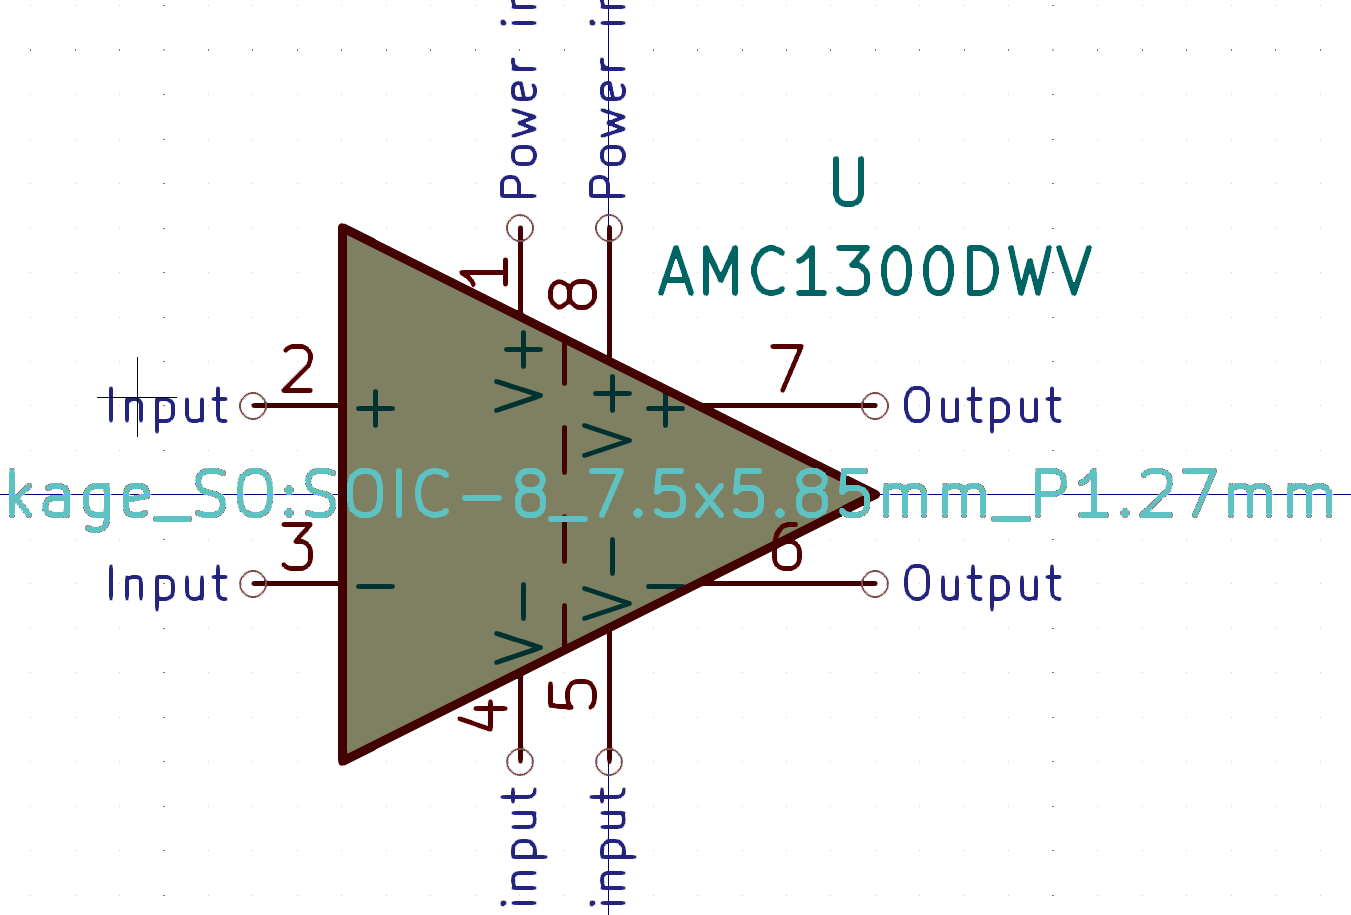 Power in
Power in
U
AMC1300DWV
1
8
2
7
Input
+
V+
V+
+
Output
kage_SO:SOIC-8_7.5x5.85mm_P1.27mm
3
6
Input
-
V-
V-
-
Output
4
5
input
input